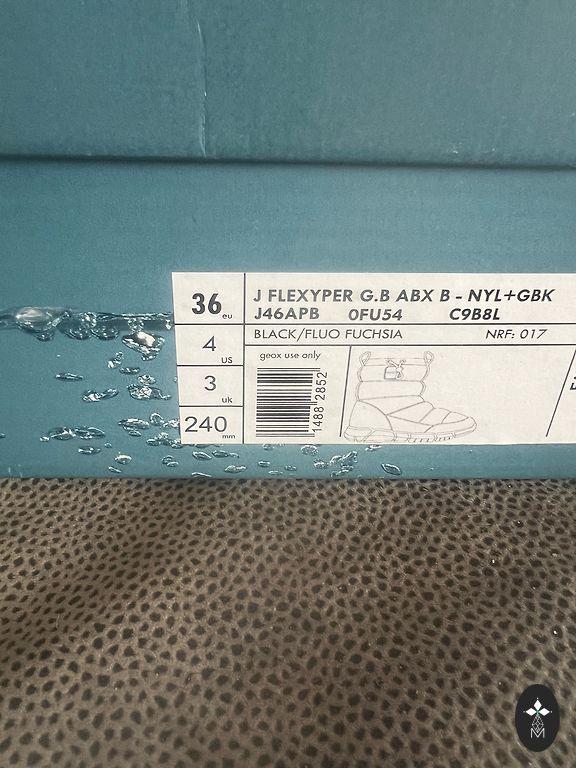 36 eu
4 US
3 uk
240 mm
J FLEXYPER G.B ABX B - NYL+GBK
J46APB 0FU54 C9B8L
BLACK/FLUO FUCHSIA NRF: 017
geox use only
1488 2852
M